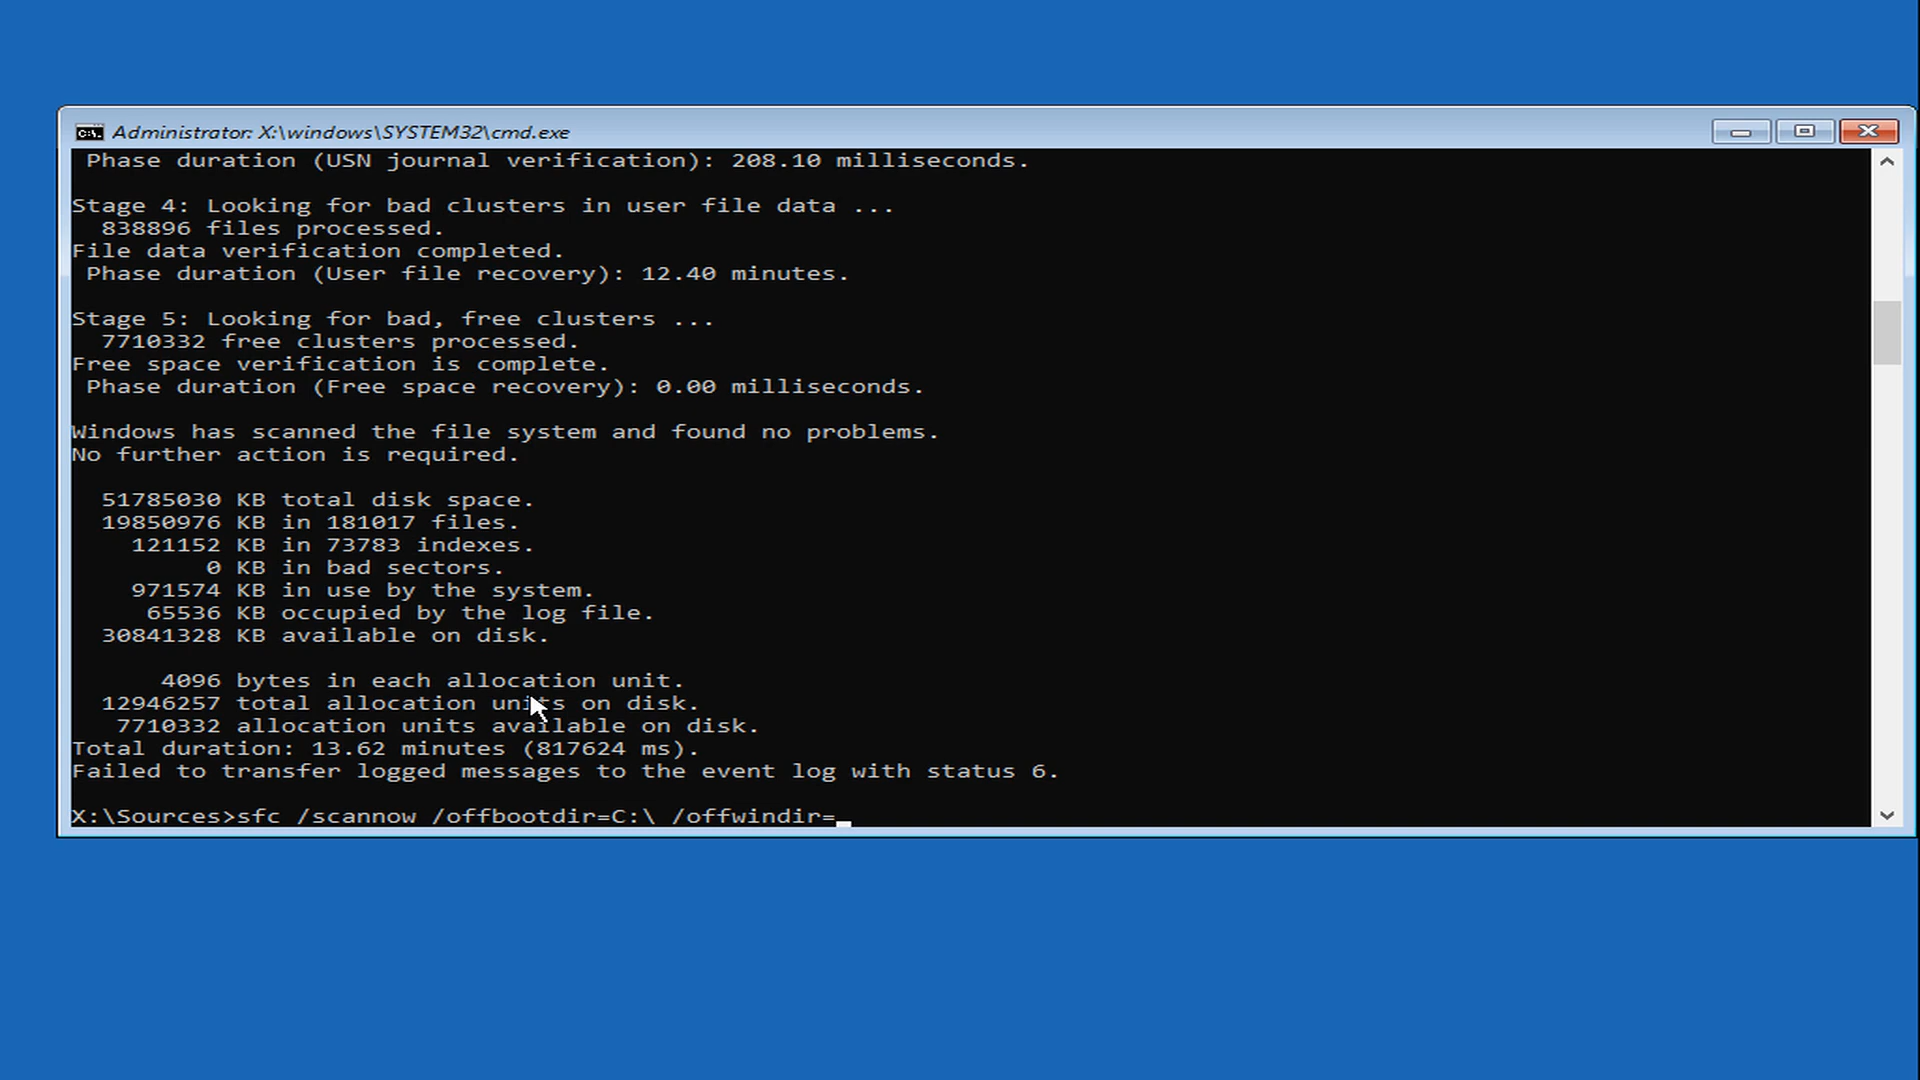 Administrator: X:\windows\SYSTEM32\cmd.exe
Phase duration (USN journal verification): 208.10 milliseconds.
Stage 4: Looking for bad clusters in user file data ...
838896 files processed.
File data verification completed.
Phase duration (User file recovery): 12.40 minutes.
Stage 5: Looking for bad, free clusters ...
7710332 free clusters processed.
Free space verification is complete.
Phase duration (Free space recovery): 0.00 milliseconds.
Windows has scanned the file system and found no problems.
No further action is required.
51785030 KB total disk space.
19850976 KB in 181017 files.
121152 KB in 73783 indexes.
0 KB in bad sectors.
971574 KB in use by the system.
65536 KB occupied by the log file.
30841328 KB available on disk.
4096 bytes in each allocation unit.
12946257 total allocation units on disk.
7710332 allocation units available on disk.
Total duration: 13.62 minutes (817624 ms).
Failed to transfer logged messages to the event log with status 6.
X:\Sources>sfc /scannow /offbootdir=C:\ /offwindir=_